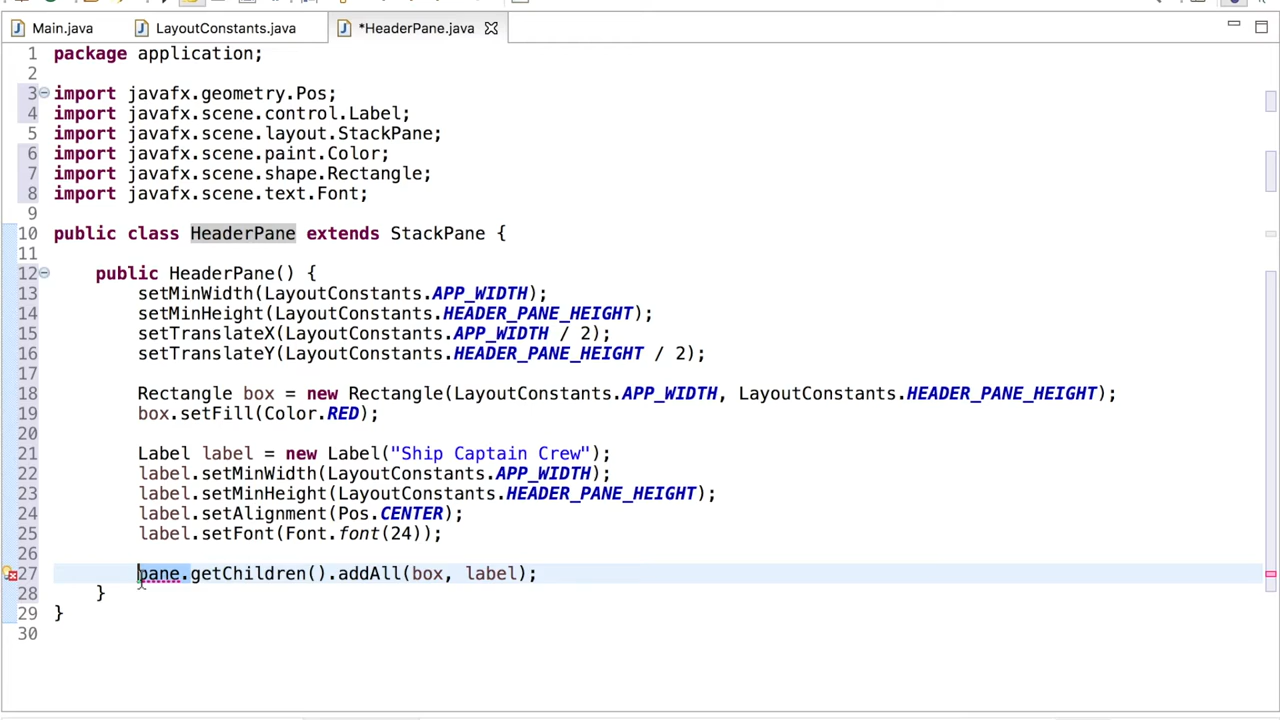 Main.java LayoutConstants.java *HeaderPane.java
1 package application;
2
3 import javafx.geometry.Pos;
4 import javafx.scene.control.Label;
5 import javafx.scene.layout.StackPane;
6 import javafx.scene.paint.Color;
7 import javafx.scene.shape.Rectangle;
8 import javafx.scene.text.Font;
9
10 public class HeaderPane extends StackPane {
11
12 public HeaderPane() {
13 setMinWidth(LayoutConstants.APP_WIDTH);
14 setMinHeight(LayoutConstants.HEADER_PANE_HEIGHT);
15 setTranslateX(LayoutConstants.APP_WIDTH / 2);
16 setTranslateY(LayoutConstants.HEADER_PANE_HEIGHT / 2);
17
18 Rectangle box = new Rectangle(LayoutConstants.APP_WIDTH, LayoutConstants.HEADER_PANE_HEIGHT);
19 box.setFill(Color.RED);
20
21 Label label = new Label("Ship Captain Crew");
22 label.setMinWidth(LayoutConstants.APP_WIDTH);
23 label.setMinHeight(LayoutConstants.HEADER_PANE_HEIGHT);
24 label.setAlignment(Pos.CENTER);
25 label.setFont(Font.font(24));
26
27 pane.getChildren().addAll(box, label);
28 }
29 }
30